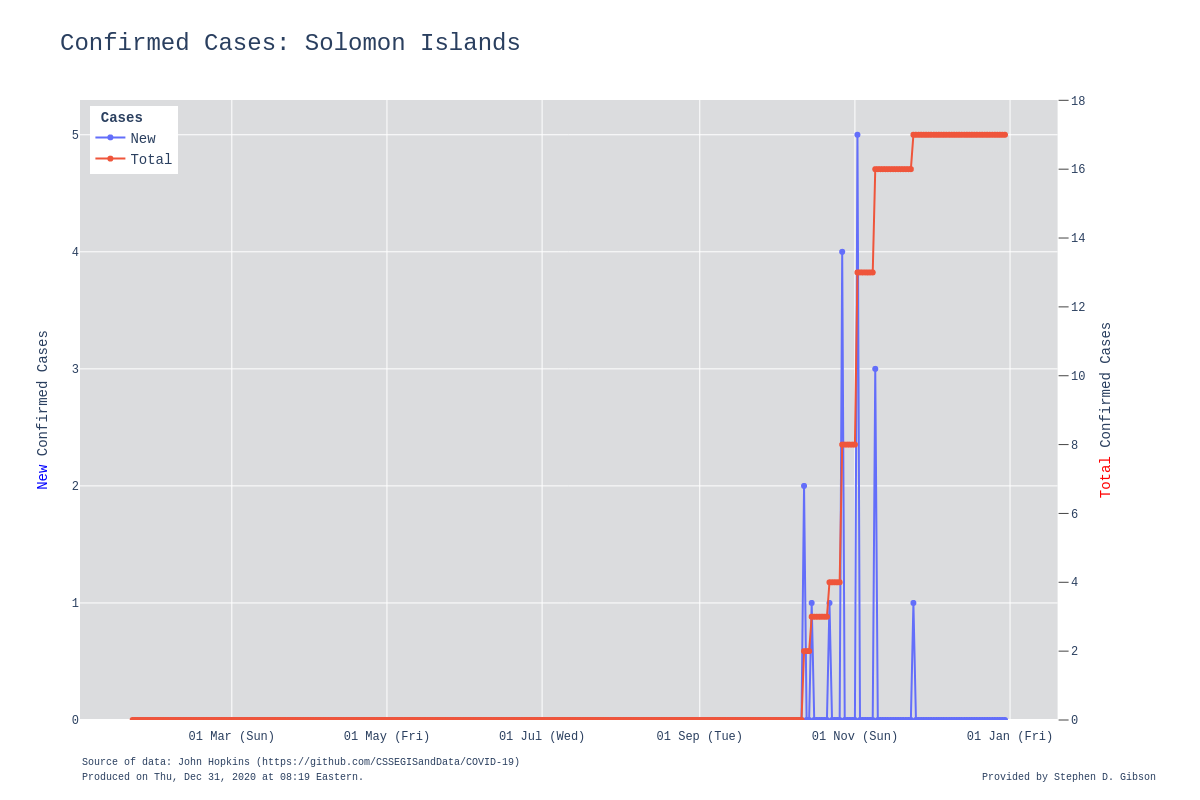 Confirmed Cases: Solomon Islands
Cases
New
Total
5
4
3
2
1
0
New Confirmed Cases
18
16
14
12
10
8
6
4
2
0
Total Confirmed Cases
01 Mar (Sun)
01 May (Fri)
01 Jul (Wed)
01 Sep (Tue)
01 Nov (Sun)
01 Jan (Fri)
Source of data: John Hopkins (https://github.com/CSSEGISandData/COVID-19)
Produced on Thu, Dec 31, 2020 at 08:19 Eastern.
Provided by Stephen D. Gibson